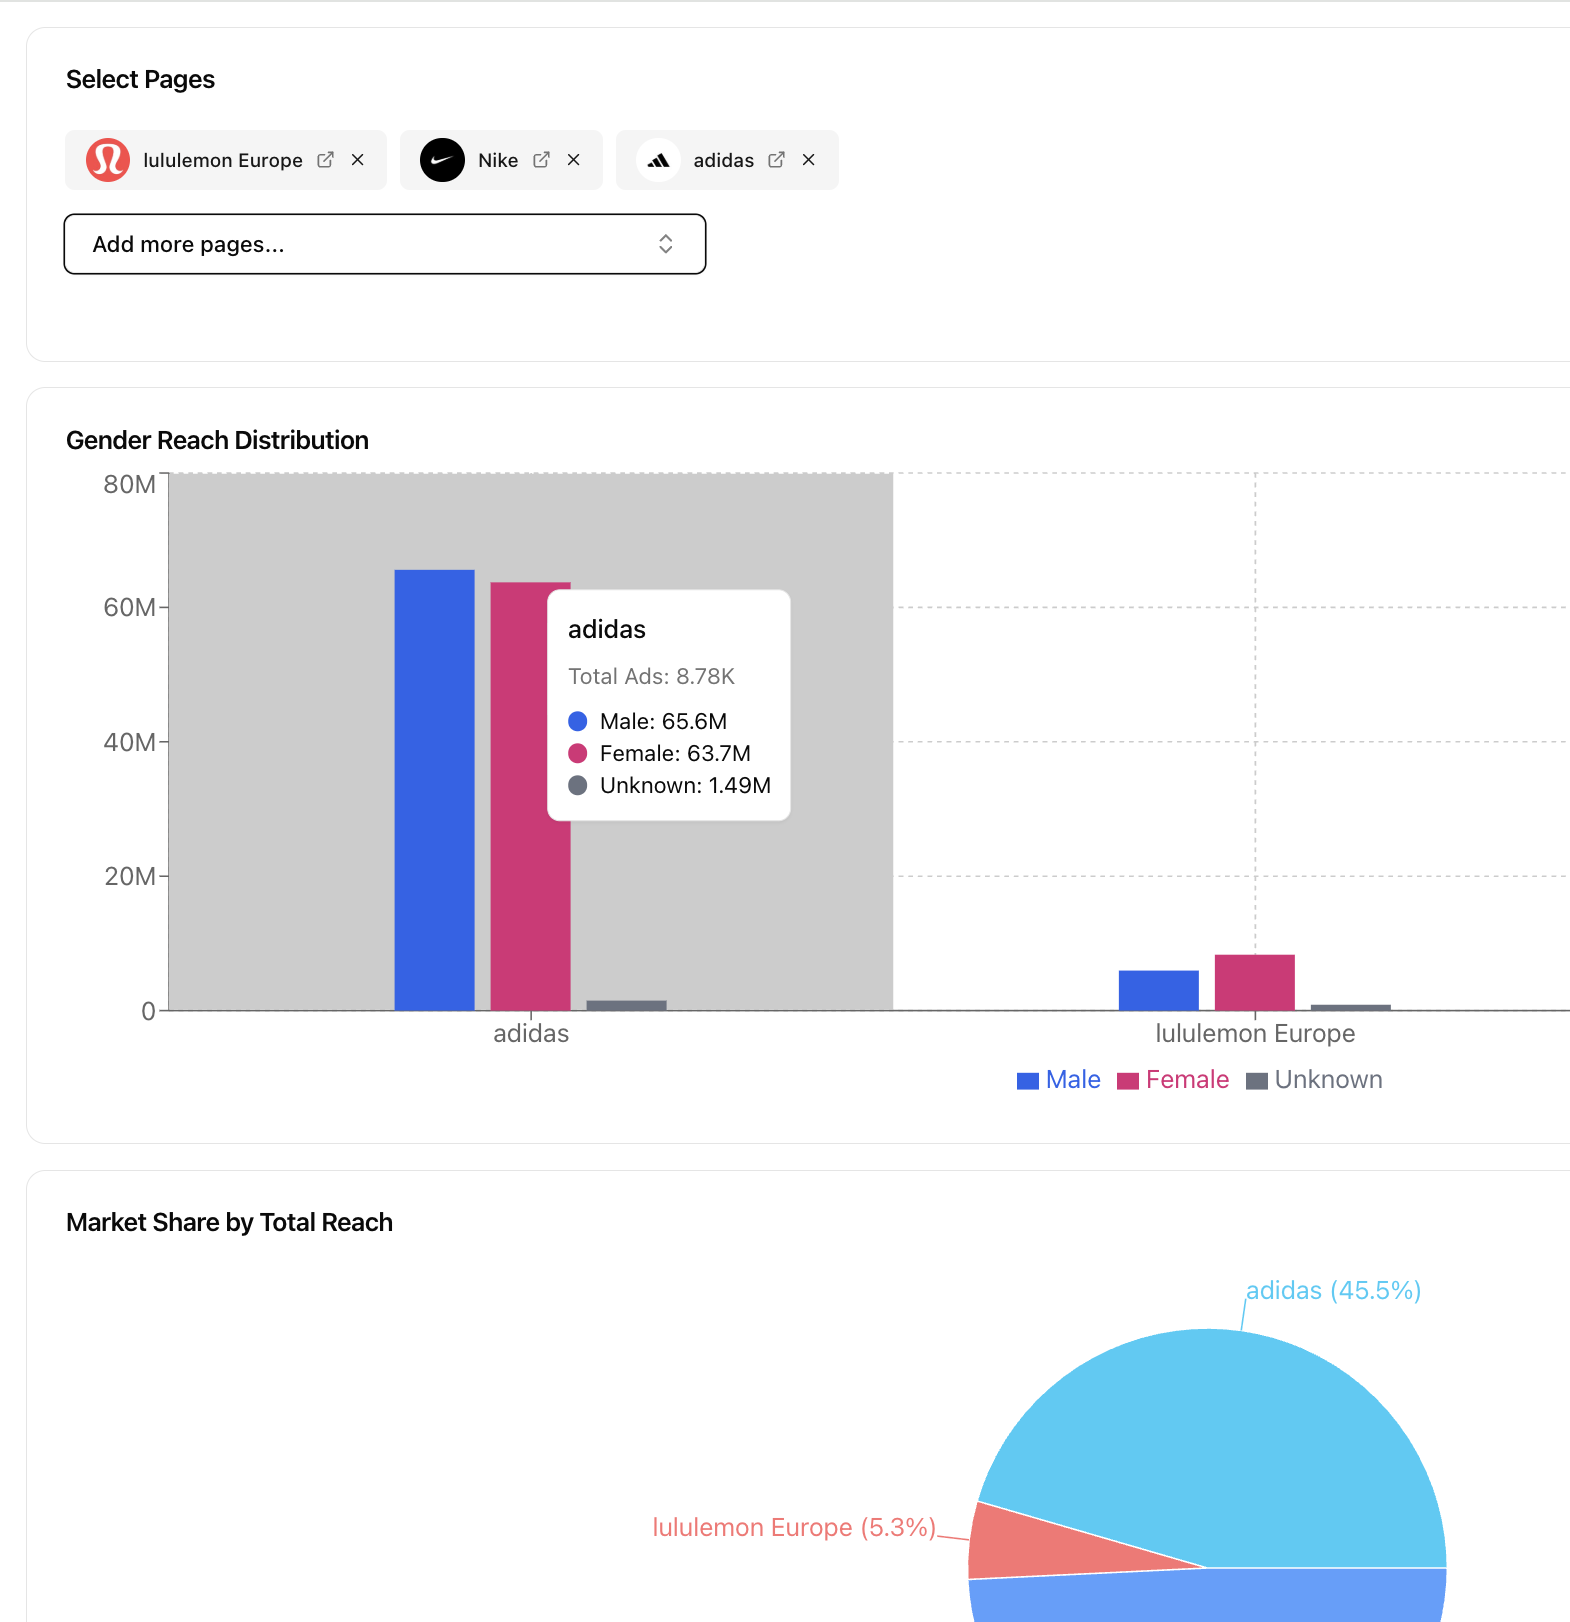 Select Pages
lululemon Europe
Nike
adidas
Add more pages...
Gender Reach Distribution
80M
60M
40M
20M
0
adidas
Total Ads: 8.78K
Male: 65.6M
Female: 63.7M
Unknown: 1.49M
adidas
lululemon Europe
Male
Female
Unknown
Market Share by Total Reach
adidas (45.5%)
lululemon Europe (5.3%)